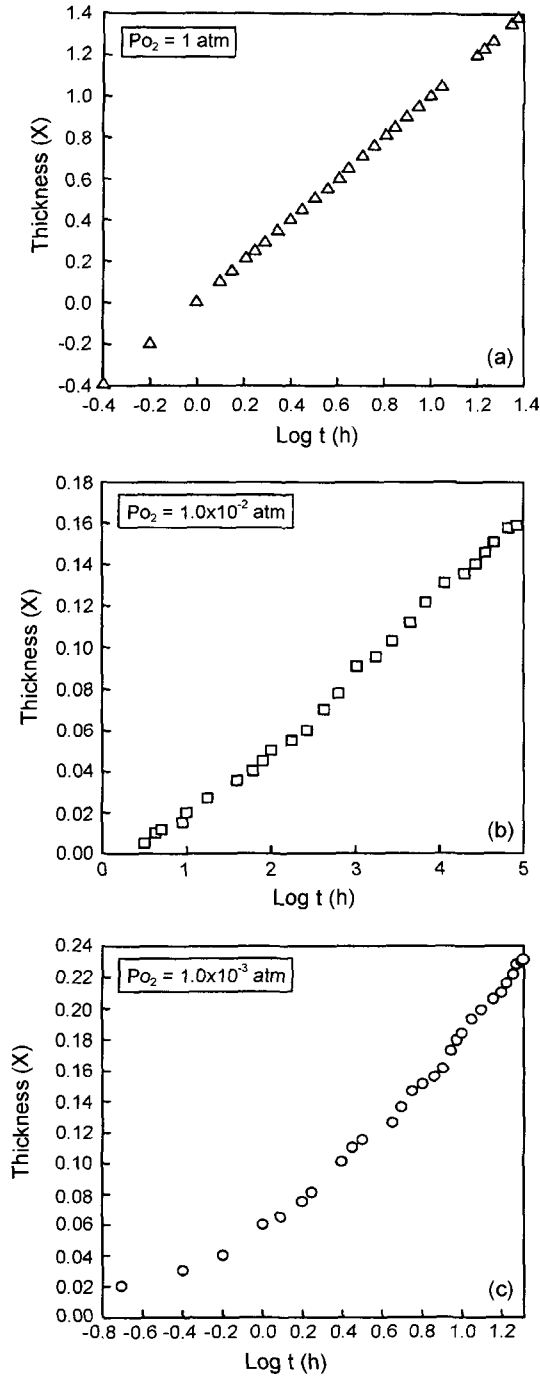 1.4
Po₂ = 1 atm
1.2
1.0
0.8
0.6
0.4
0.2
0.0
-0.2
-0.4
Thickness (X)
(a)
-0.4 -0.2 0.0 0.2 0.4 0.6 0.8 1.0 1.2 1.4
Log t (h)
0.18
Po₂ = 1.0x10⁻² atm
0.16
0.14
0.12
0.10
0.08
0.06
0.04
0.02
0.00
Thickness (X)
(b)
0 1 2 3 4 5
Log t (h)
0.24
Po₂ = 1.0x10⁻³ atm
0.22
0.20
0.18
0.16
0.14
0.12
0.10
0.08
0.06
0.04
0.02
0.00
Thickness (X)
(c)
-0.8 -0.6 -0.4 -0.2 0.0 0.2 0.4 0.6 0.8 1.0 1.2
Log t (h)